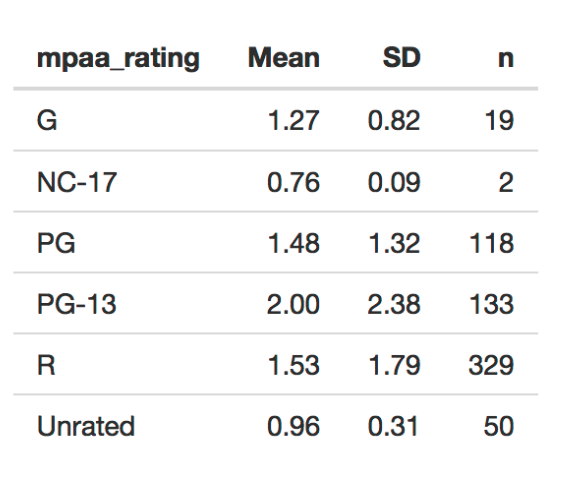 mpaa_rating Mean SD n
G 1.27 0.82 19
NC-17 0.76 0.09 2
PG 1.48 1.32 118
PG-13 2.00 2.38 133
R 1.53 1.79 329
Unrated 0.96 0.31 50